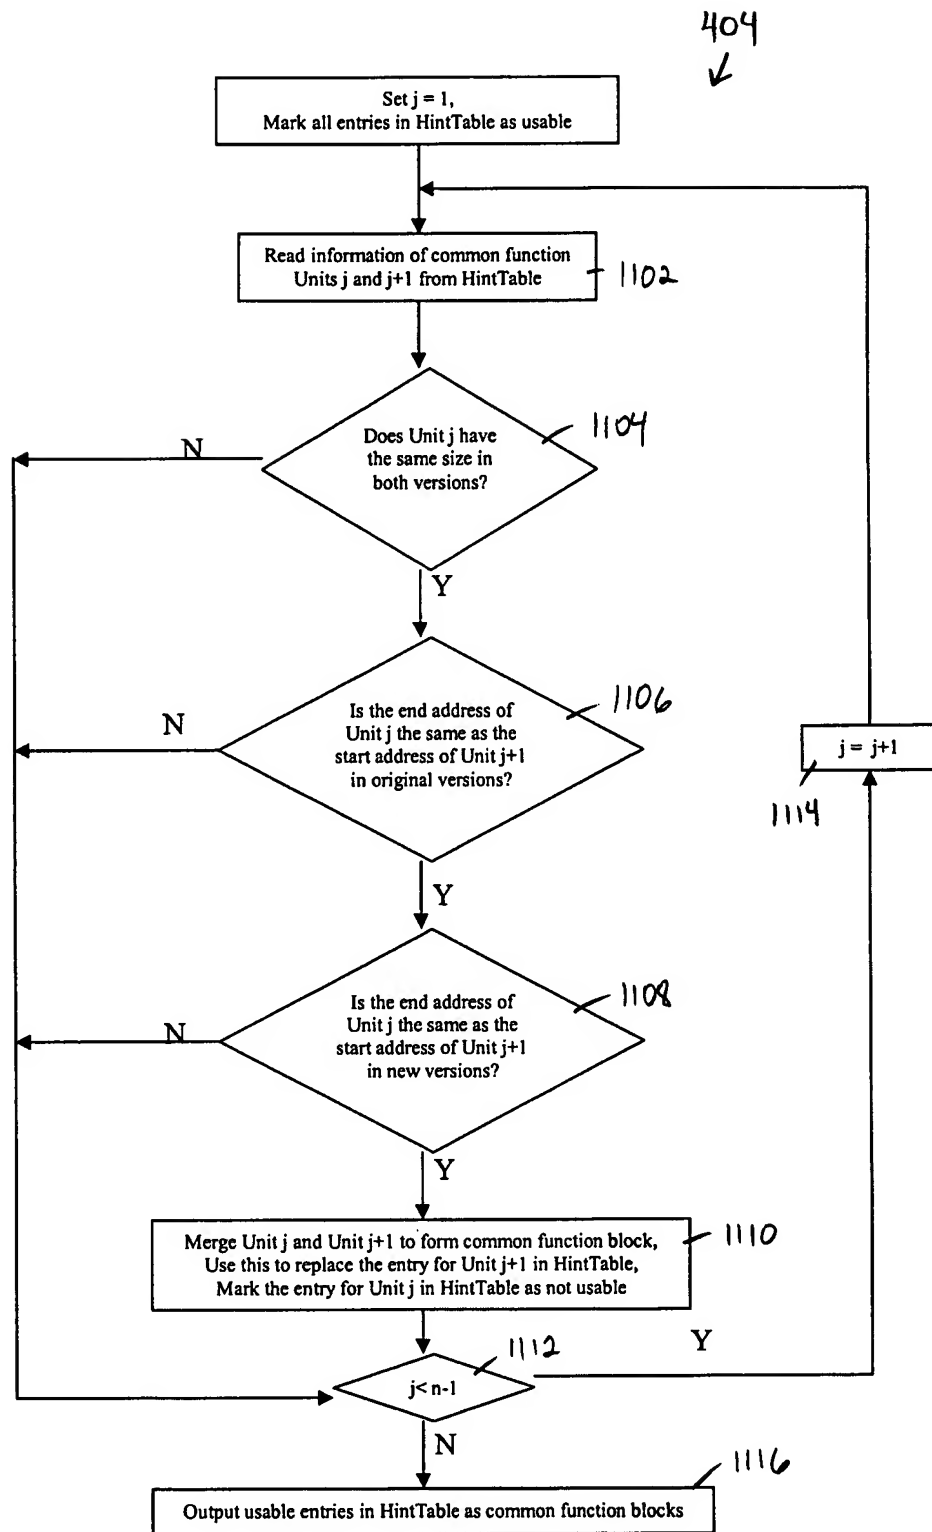 404
Set j = 1,
Mark all entries in HintTable as usable
Read information of common function
Units j and j+1 from HintTable
1102
Does Unit j have
the same size in
both versions?
1104
N
Y
Is the end address of
Unit j the same as the
start address of Unit j+1
in original versions?
1106
N
j = j+1
1114
Y
Is the end address of
Unit j the same as the
start address of Unit j+1
in new versions?
1108
N
Y
Merge Unit j and Unit j+1 to form common function block,
Use this to replace the entry for Unit j+1 in HintTable,
Mark the entry for Unit j in HintTable as not usable
1110
j< n-1
1112
Y
N
Output usable entries in HintTable as common function blocks
1116